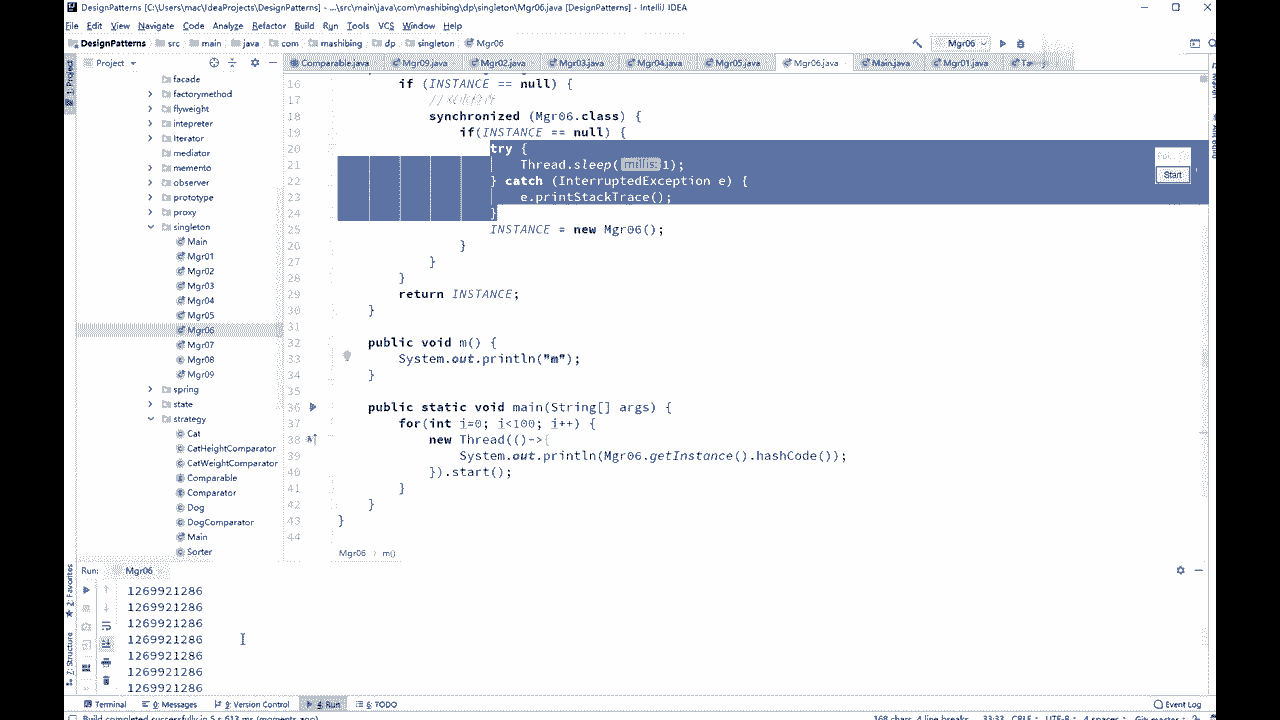 DesignPatterns [C:\Users\mac\IdeaProjects\DesignPatterns] - ...\src\main\java\com\mashibing\dp\singleton\Mgr06.java [DesignPatterns] - IntelliJ IDEA
File Edit View Navigate Code Analyze Refactor Build Run Tools VCS Window Help
DesignPatterns src main java com mashibing dp singleton Mgr06
Mgr06
Project
Comparable.java Mgr09.java Mgr02.java Mgr03.java Mgr04.java Mgr05.java Mgr06.java Main.java Mgr01.java
1: Project
facade
factorymethod
flyweight
intepreter
Iterator
mediator
memento
observer
prototype
proxy
singleton
Main
Mgr01
Mgr02
Mgr03
Mgr04
Mgr05
Mgr06
Mgr07
Mgr08
Mgr09
spring
state
strategy
Cat
CatHeightComparator
CatWeightComparator
Comparable
Comparator
Dog
DogComparator
Main
Sorter
16 if (INSTANCE == null) {
17 //
18 synchronized (Mgr06.class) {
19 if(INSTANCE == null) {
20 try {
21 Thread.sleep( millis: 1);
22 } catch (InterruptedException e) {
23 e.printStackTrace();
24 }
25 INSTANCE = new Mgr06();
26 }
27 }
28 }
29 return INSTANCE;
30 }
31
32 public void m() {
33 System.out.println("m");
34 }
35
36 public static void main(String[] args) {
37 for(int i=0; i<100; i++) {
38 new Thread(()->{
39 System.out.println(Mgr06.getInstance().hashCode());
40 }).start();
41 }
42 }
43 }
44
Start
Mgr06 › m()
Run: Mgr06
1269921286
1269921286
1269921286
1269921286
1269921286
1269921286
1269921286
2: Favorites
7: Structure
Terminal 0: Messages 9: Version Control 4: Run 6: TODO Event Log
Build completed successfully in 5 s 613 ms (moments ago) 168 chars, 4 line breaks 33:33 CRLF UTF-8 4 spaces